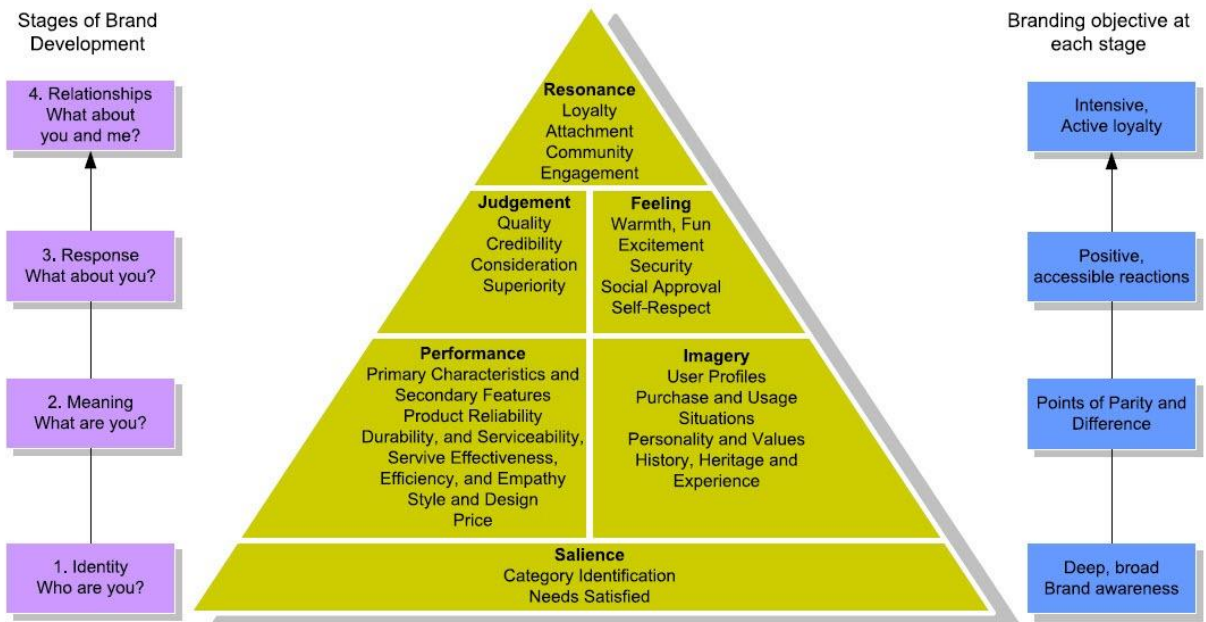 Stages of Brand
Development
4. Relationships
What about
you and me?
3. Response
What about you?
2. Meaning
What are you?
1. Identity
Who are you?
Resonance
Loyalty
Attachment
Community
Engagement
Judgement
Quality
Credibility
Consideration
Superiority
Feeling
Warmth, Fun
Excitement
Security
Social Approval
Self-Respect
Performance
Primary Characteristics and
Secondary Features
Product Reliability
Durability, and Serviceability,
Servive Effectiveness,
Efficiency, and Empathy
Style and Design
Price
Imagery
User Profiles
Purchase and Usage
Situations
Personality and Values
History, Heritage and
Experience
Salience
Category Identification
Needs Satisfied
Branding objective at
each stage
Intensive,
Active loyalty
Positive,
accessible reactions
Points of Parity and
Difference
Deep, broad
Brand awareness